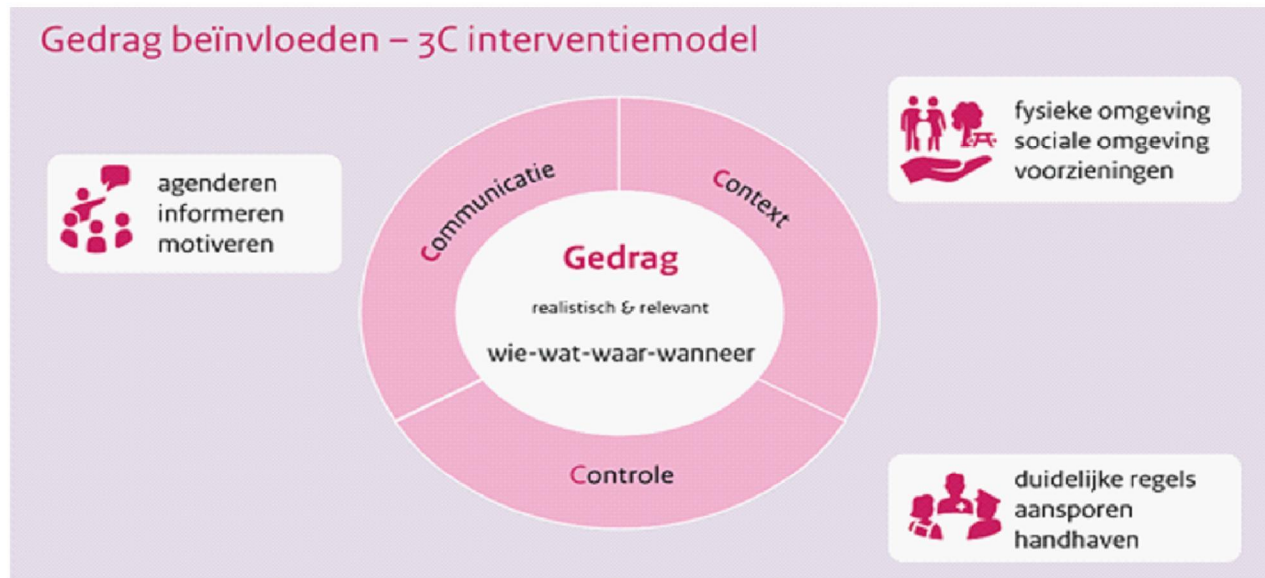 Gedrag beïnvloeden – 3C interventiemodel
agenderen
informeren
motiveren
Communicatie
Context
fysieke omgeving
sociale omgeving
voorzieningen
Gedrag
realistisch & relevant
wie-wat-waar-wanneer
Controle
duidelijke regels
aansporen
handhaven